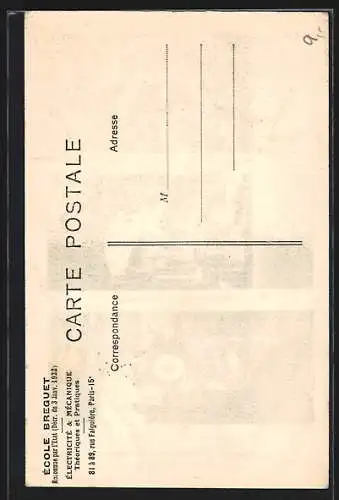 ÉCOLE BREGUET
Reconnue par l'Etat (Décr. du 3 Janv. 1922)
ÉLECTRICITÉ & MÉCANIQUE
Théoriques et Pratiques
81 à 89, rue Falguière, Paris-15ᵉ
CARTE POSTALE
Correspondance
Adresse
M